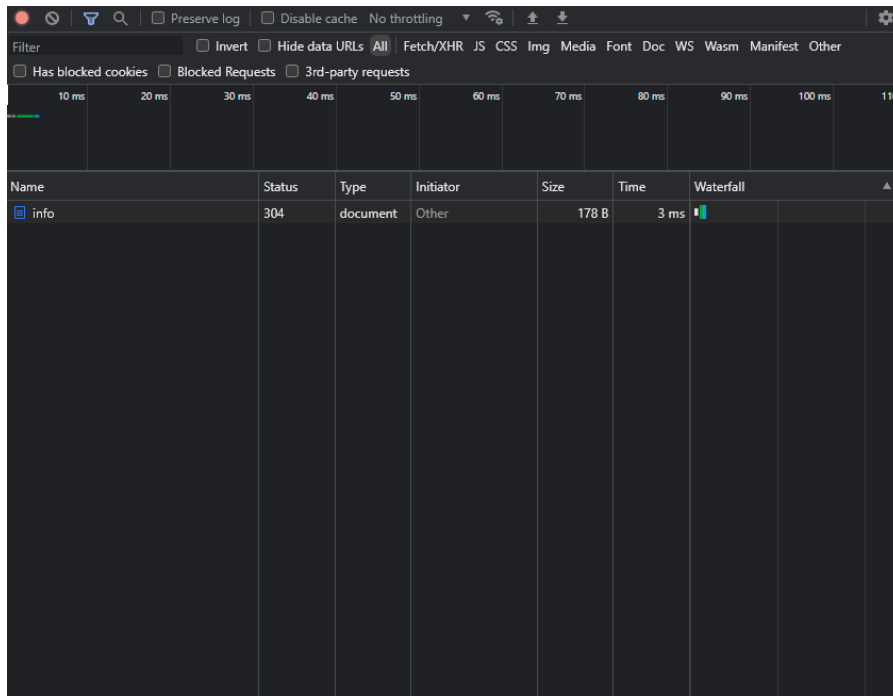 Preserve log Disable cache No throttling
Filter Invert Hide data URLs All Fetch/XHR JS CSS Img Media Font Doc WS Wasm Manifest Other
Has blocked cookies Blocked Requests 3rd-party requests
10 ms 20 ms 30 ms 40 ms 50 ms 60 ms 70 ms 80 ms 90 ms 100 ms 11
Name Status Type Initiator Size Time Waterfall
info 304 document Other 178 B 3 ms